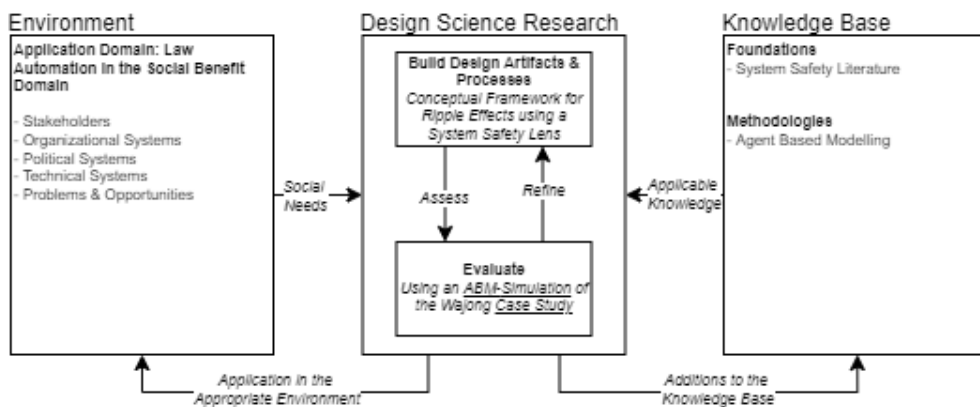 Environment
Application Domain: Law
Automation in the Social Benefit
Domain
- Stakeholders
- Organizational Systems
- Political Systems
- Technical Systems
- Problems & Opportunities
Social
Needs
Design Science Research
Build Design Artifacts &
Processes
Conceptual Framework for
Ripple Effects using a
System Safety Lens
Assess
Refine
Evaluate
Using an ABM-Simulation of
the Wajong Case Study
Applicable
Knowledge
Knowledge Base
Foundations
- System Safety Literature
Methodologies
- Agent Based Modelling
Application in the
Appropriate Environment
Additions to the
Knowledge Base